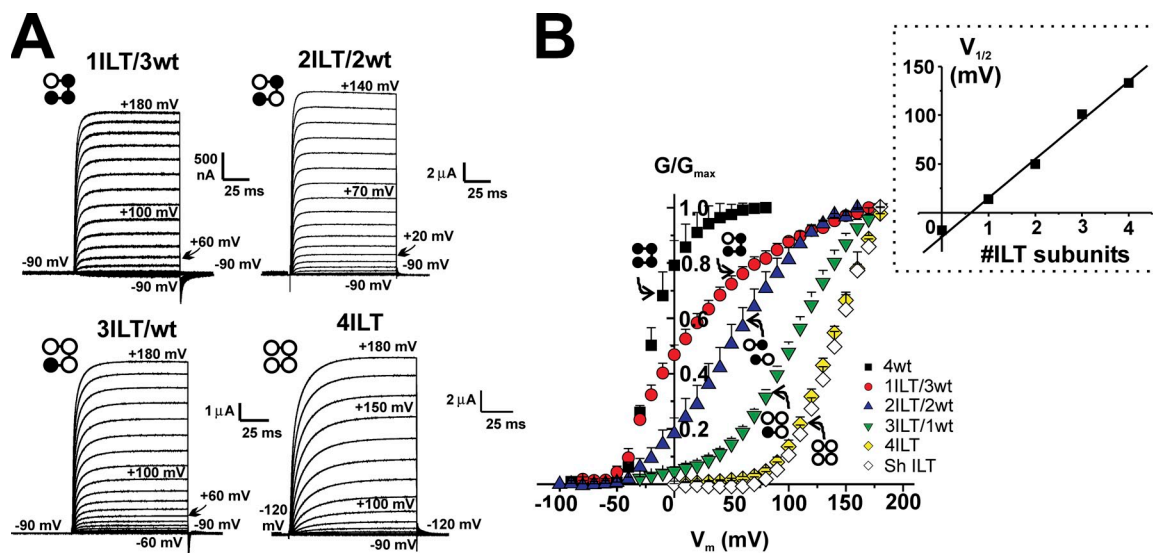 A
1ILT/3wt
+180 mV
+100 mV
+60 mV
-90 mV
-90 mV
-90 mV
500
nA
25 ms
2ILT/2wt
+140 mV
+70 mV
+20 mV
-90 mV
-90 mV
2 µA
25 ms
3ILT/wt
+180 mV
+100 mV
+60 mV
-90 mV
-90 mV
-60 mV
1 µA
25 ms
4ILT
+180 mV
+150 mV
+100 mV
-120
mV
-120 mV
-90 mV
2 µA
25 ms
B
V1/2
(mV)
150
100
50
0
0
1
2
3
4
#ILT subunits
G/Gmax
1.0
0.8
0.6
0.4
0.2
-100
-50
0
50
100
150
200
Vm (mV)
4wt
1ILT/3wt
2ILT/2wt
3ILT/1wt
4ILT
Sh ILT